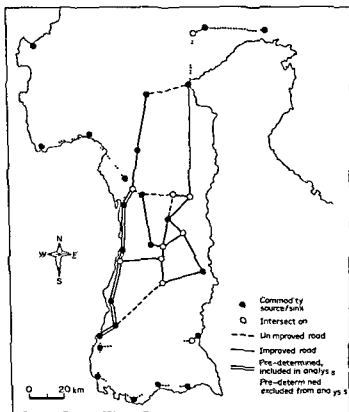 N
W E
S
Commodity
source/sink
Intersection
Unimproved road
Improved road
Pre-determined,
included in analysis
Pre-determined
excluded from analysis
0 10 20 km